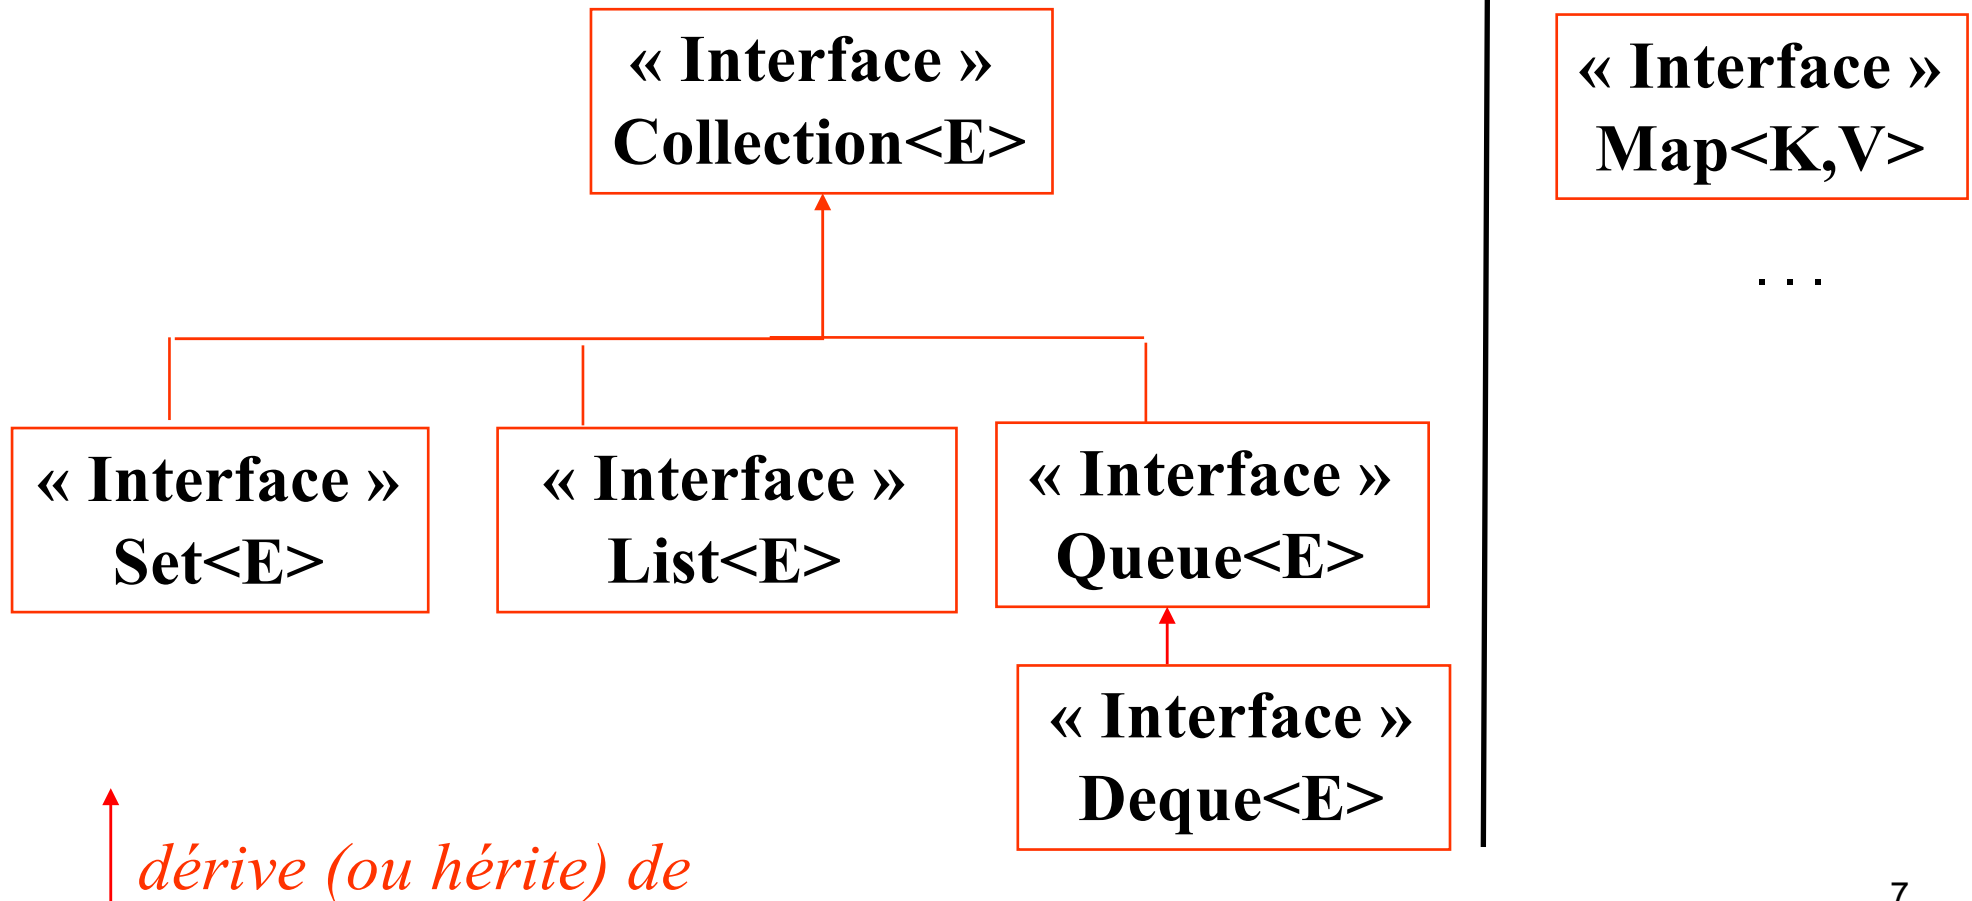 « Interface »
Collection<E>
« Interface »
Map<K,V>
. . .
« Interface »
Set<E>
« Interface »
List<E>
« Interface »
Queue<E>
« Interface »
Deque<E>
dérive (ou hérite) de
7